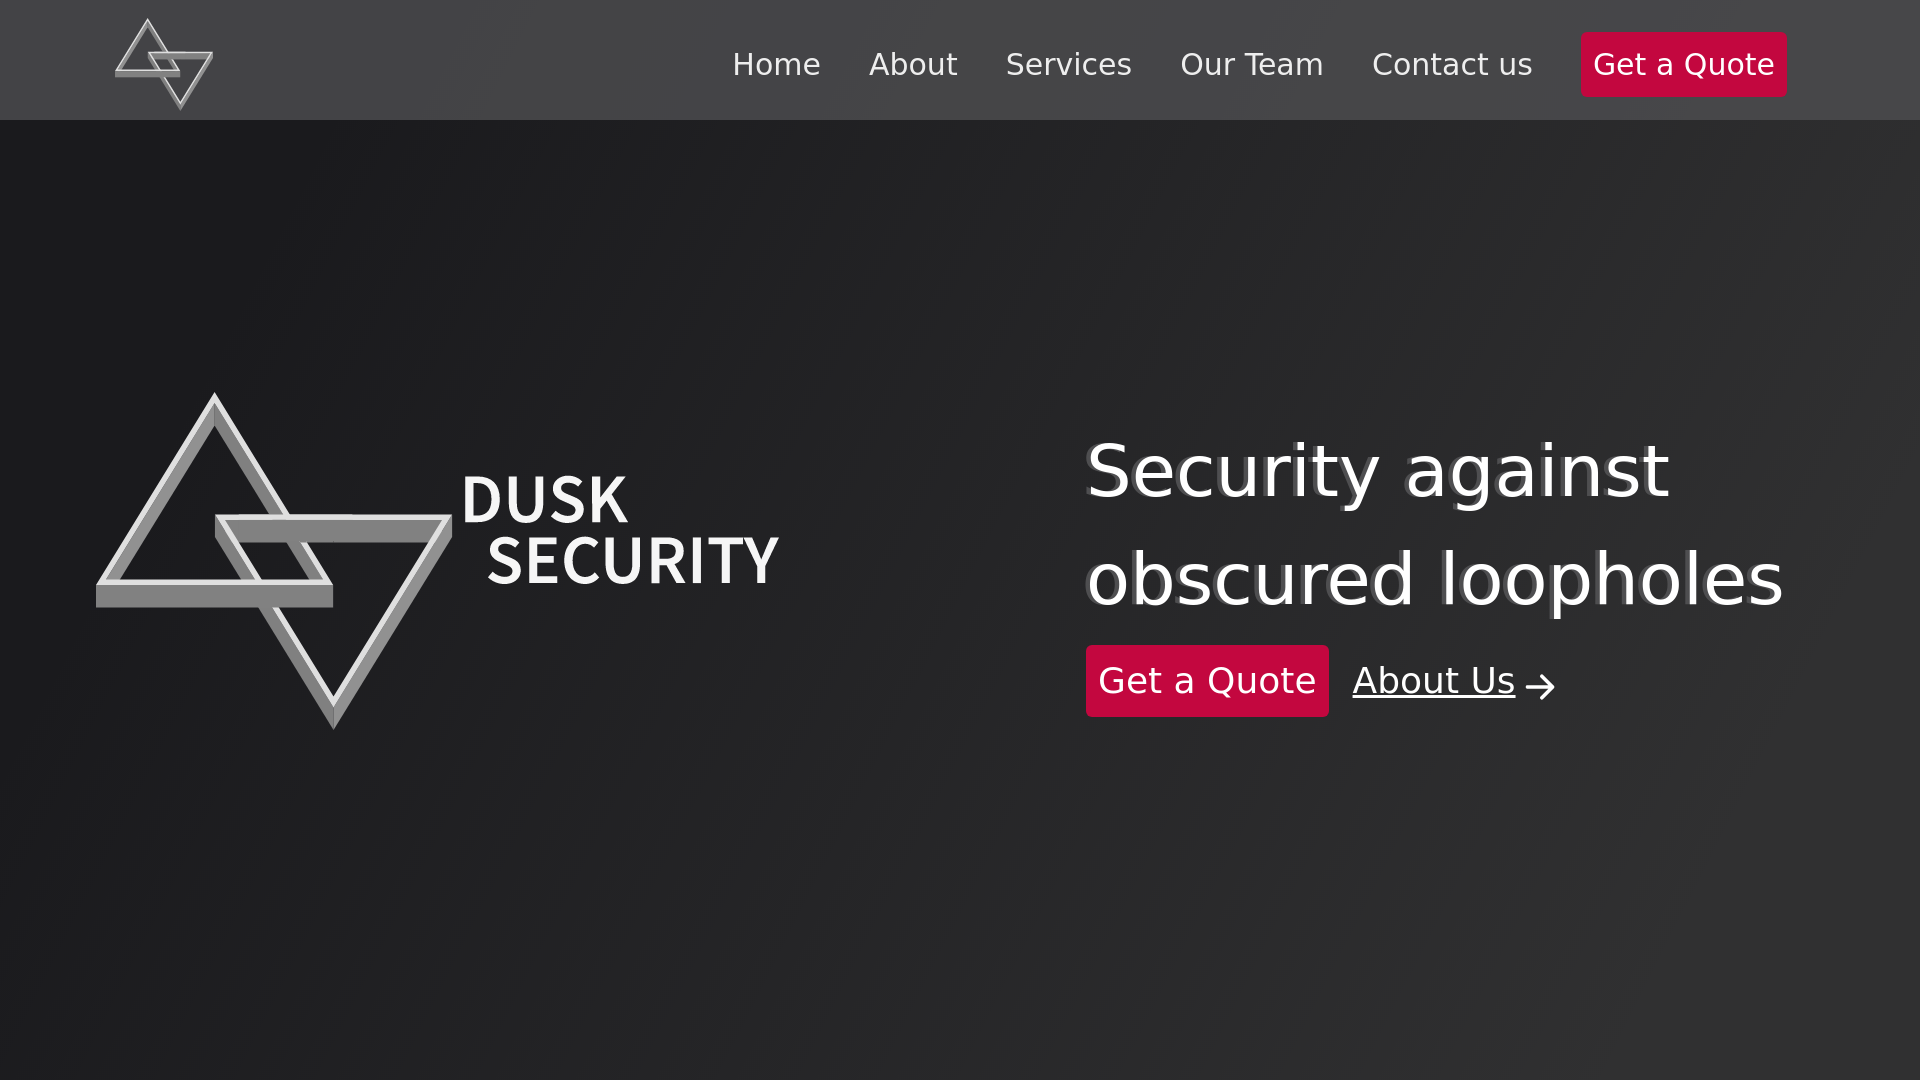 Home About Services Our Team Contact us Get a Quote
DUSK
SECURITY
Security against
obscured loopholes
Get a Quote About Us